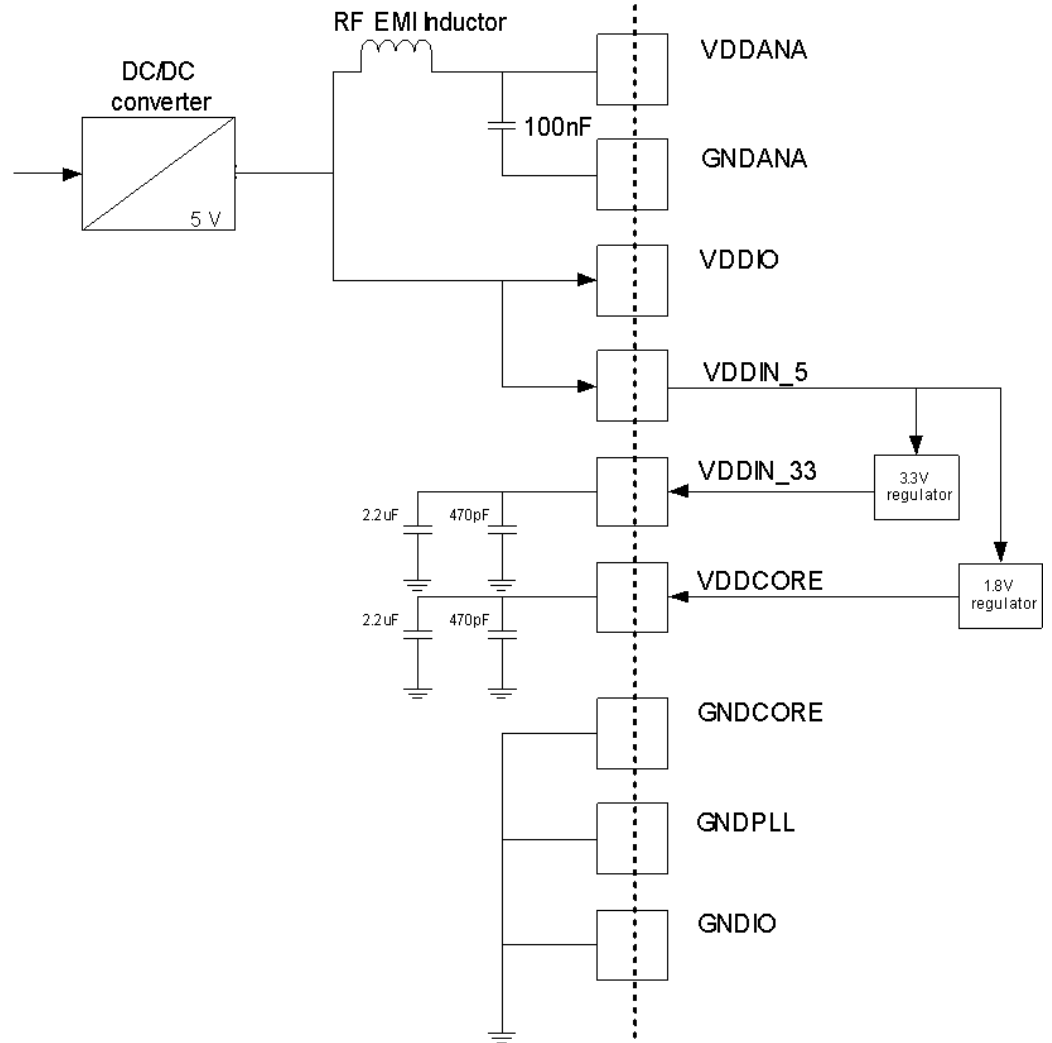 RF EMI Inductor
VDDANA
DC/DC
converter
100nF
GNDANA
5 V
VDDIO
VDDIN_5
VDDIN_33
3.3V
regulator
2.2uF
470pF
VDDCORE
1.8V
regulator
2.2uF
470pF
GNDCORE
GNDPLL
GNDIO